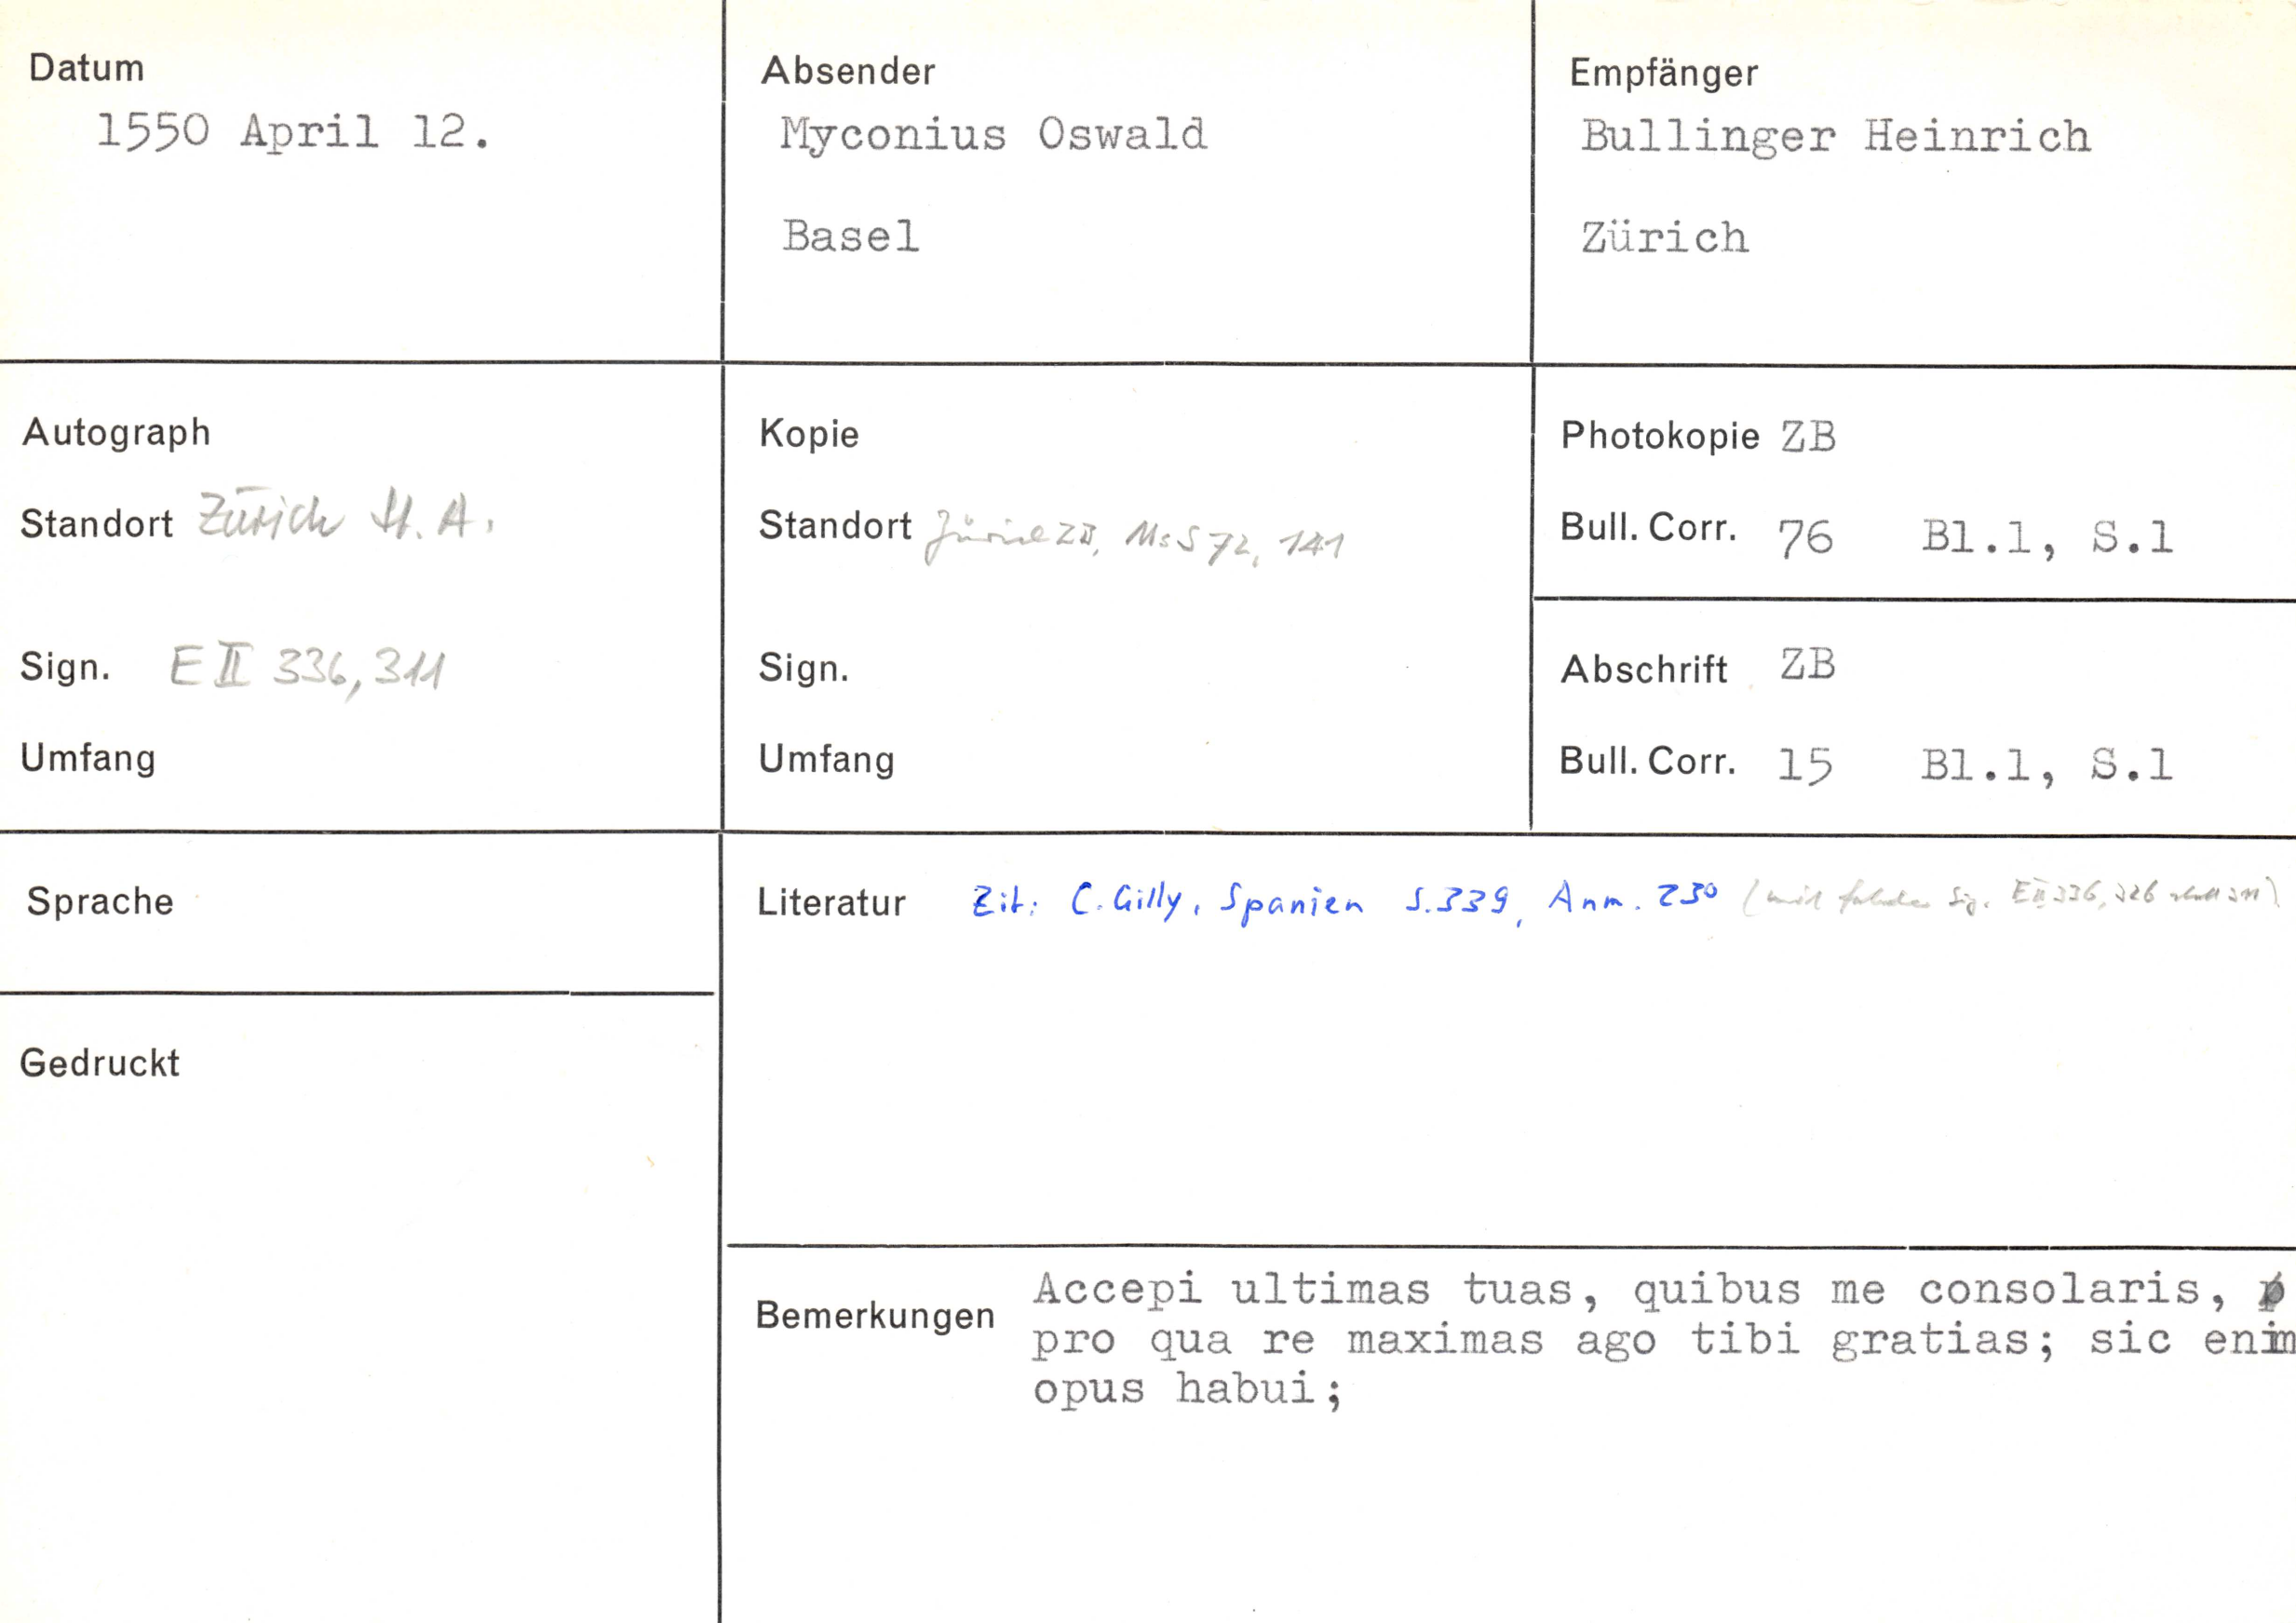 Datum
1550 April 12.
Absender
Myconius Oswald
Basel
Empfänger
Bullinger Heinrich
Zürich
Autograph
Standort Zürich St. A.
Sign. E II 336, 311
Umfang
Kopie
Standort Zürich ZB, Ms S 72, 141
Sign.
Umfang
Photokopie ZB
Bull. Corr. 76 Bl.1, S.1
Abschrift ZB
Bull. Corr. 15 Bl.1, S.1
Sprache
Gedruckt
Literatur Zit: C. Gilly, Spanien S. 339, Anm. 230 (mit falscher Sig. E II 336, 326 statt 311)
Bemerkungen
Accepi ultimas tuas, quibus me consolaris,
pro qua re maximas ago tibi gratias; sic enim
opus habui;